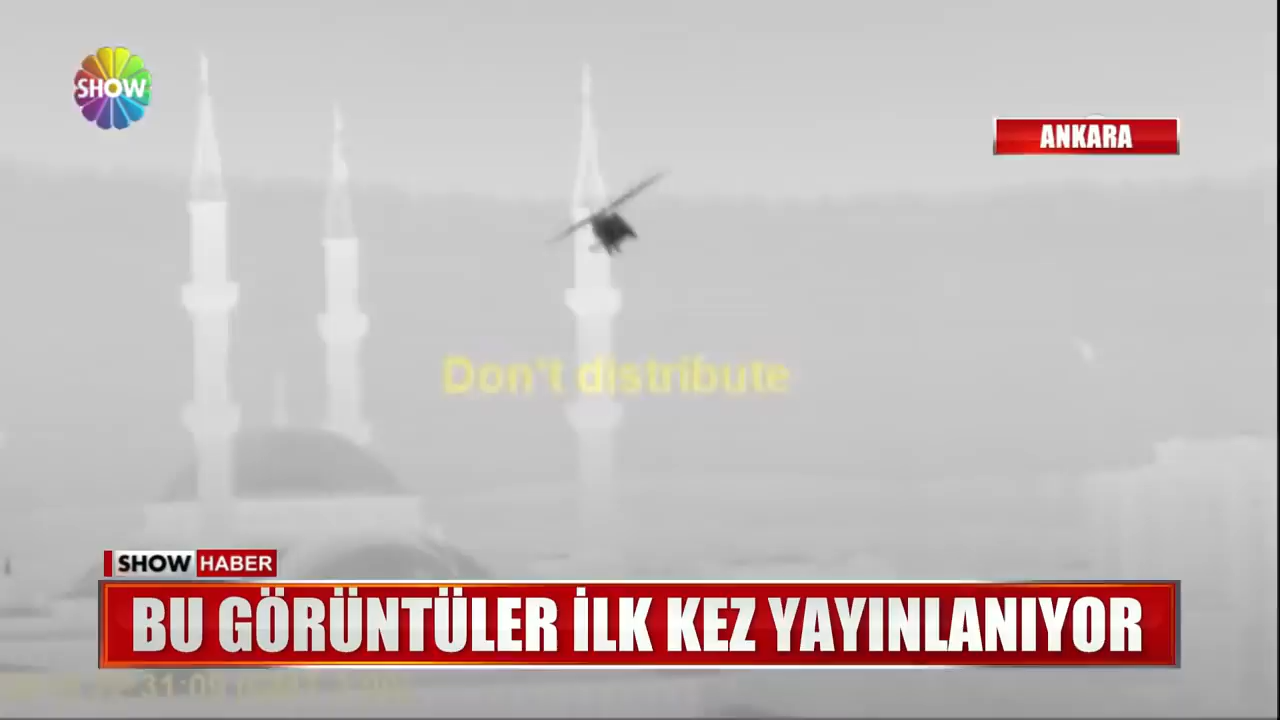 SHOW
ANKARA
Don't distribute
SHOW HABER
BU GÖRÜNTÜLER İLK KEZ YAYINLANIYOR